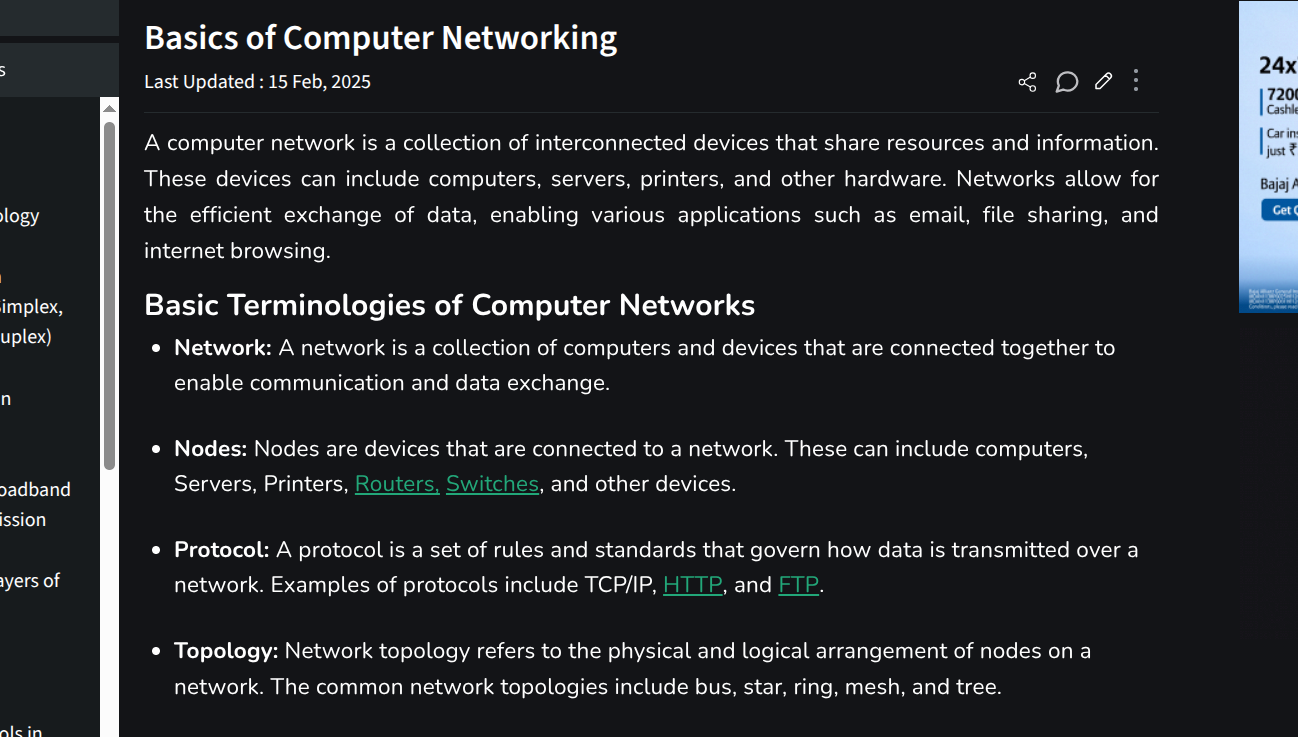 Basics of Computer Networking
Last Updated : 15 Feb, 2025
A computer network is a collection of interconnected devices that share resources and information.
These devices can include computers, servers, printers, and other hardware. Networks allow for
the efficient exchange of data, enabling various applications such as email, file sharing, and
internet browsing.
Basic Terminologies of Computer Networks
Network: A network is a collection of computers and devices that are connected together to
enable communication and data exchange.
Nodes: Nodes are devices that are connected to a network. These can include computers,
Servers, Printers, Routers, Switches, and other devices.
Protocol: A protocol is a set of rules and standards that govern how data is transmitted over a
network. Examples of protocols include TCP/IP, HTTP, and FTP.
Topology: Network topology refers to the physical and logical arrangement of nodes on a
network. The common network topologies include bus, star, ring, mesh, and tree.
s
ology
Simplex,
uplex)
n
oadband
ission
ayers of
ols in
24x
7200
Cashle
Car ins
just ₹
Bajaj A
Get